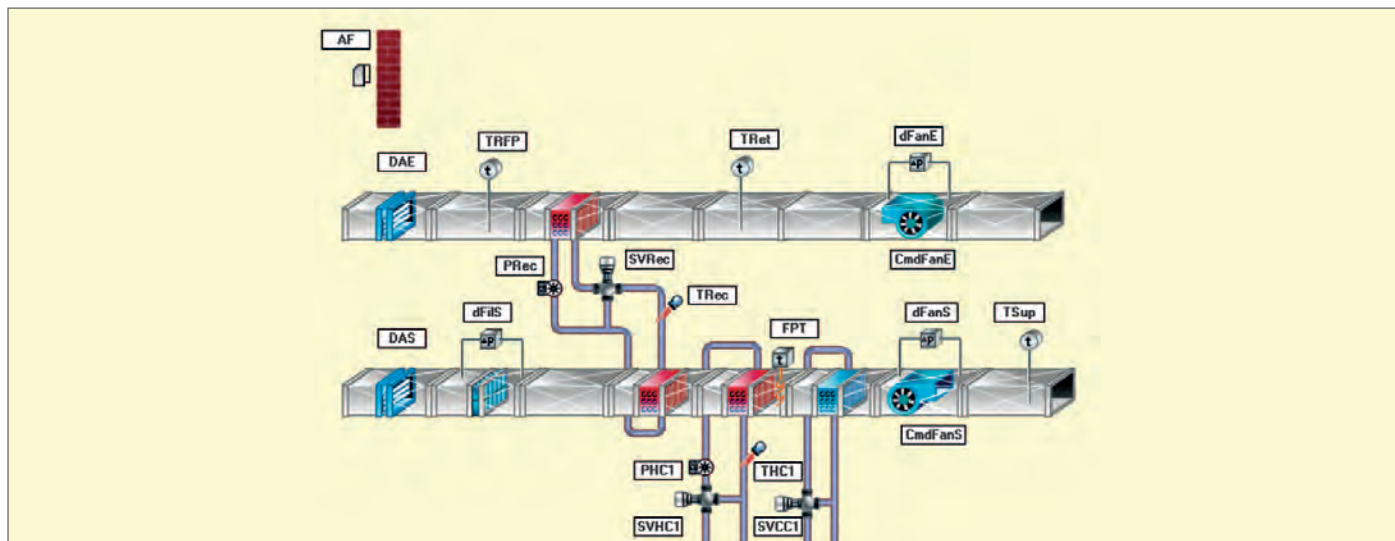 AF
TRFP
TRet
dFanE
DAE
t
t
▲P
CmdFanE
PRec
SVRec
TRec
dFilS
FPT
dFanS
TSup
DAS
▲P
t
▲P
t
CmdFanS
PHC1
THC1
SVHC1
SVCC1